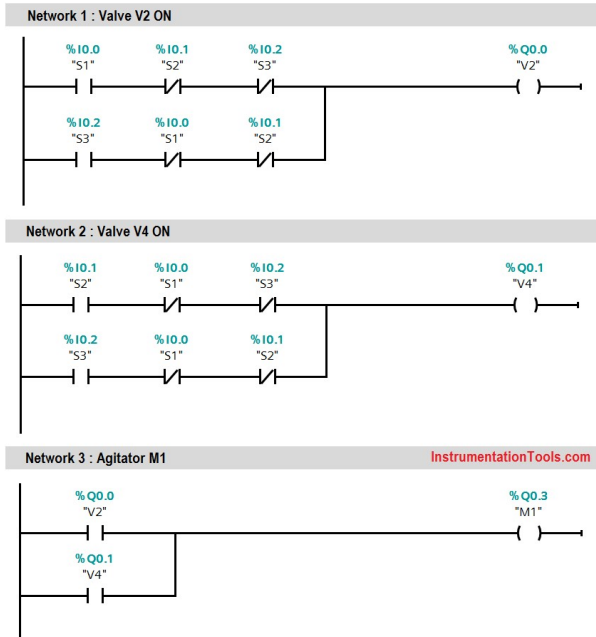 Network 1 : Valve V2 ON
%I0.0 %I0.1 %I0.2 %Q0.0
"S1" "S2" "S3" "V2"
%I0.2 %I0.0 %I0.1
"S3" "S1" "S2"
Network 2 : Valve V4 ON
%I0.1 %I0.0 %I0.2 %Q0.1
"S2" "S1" "S3" "V4"
%I0.2 %I0.0 %I0.1
"S3" "S1" "S2"
Network 3 : Agitator M1 InstrumentationTools.com
%Q0.0 %Q0.3
"V2" "M1"
%Q0.1
"V4"